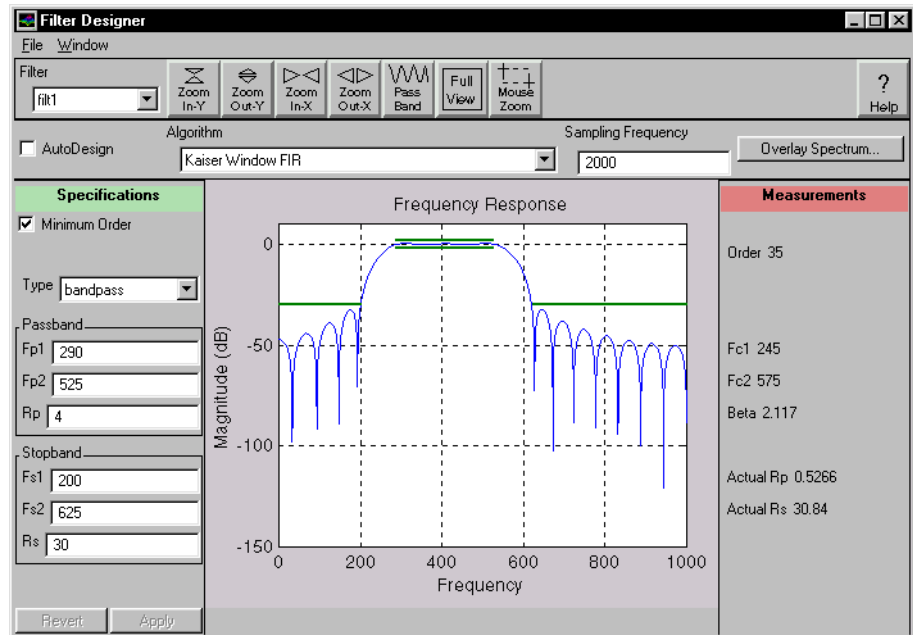 Filter Designer
File Window
Filter
filt1
Zoom In-Y
Zoom Out-Y
Zoom In-X
Zoom Out-X
Pass Band
Full View
Mouse Zoom
?
Help
AutoDesign
Algorithm
Kaiser Window FIR
Sampling Frequency
2000
Overlay Spectrum...
Specifications
Minimum Order
Type bandpass
Passband
Fp1 290
Fp2 525
Rp 4
Stopband
Fs1 200
Fs2 625
Rs 30
Revert
Apply
Frequency Response
Magnitude (dB)
0
-50
-100
-150
0 200 400 600 800 1000
Frequency
Measurements
Order 35
Fc1 245
Fc2 575
Beta 2.117
Actual Rp 0.5266
Actual Rs 30.84